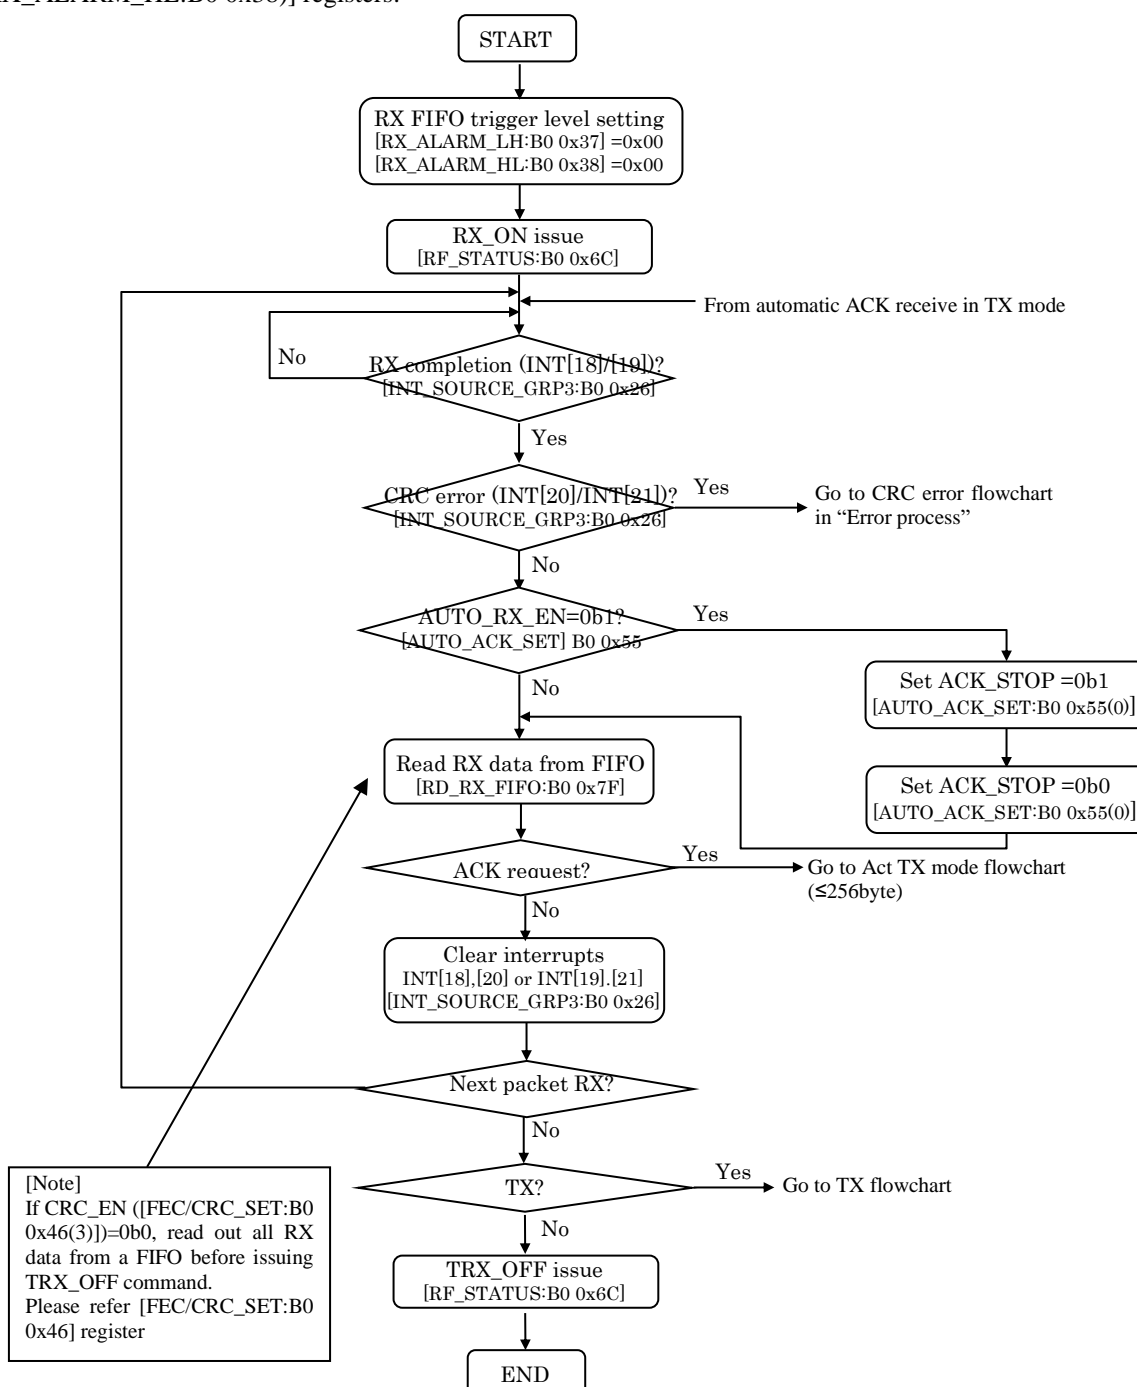 X_ALARM_HL:B0 0x38)] registers.
START
RX FIFO trigger level setting
[RX_ALARM_LH:B0 0x37] =0x00
[RX_ALARM_HL:B0 0x38] =0x00
RX_ON issue
[RF_STATUS:B0 0x6C]
From automatic ACK receive in TX mode
No
RX completion (INT[18]/[19])?
[INT_SOURCE_GRP3:B0 0x26]
Yes
CRC error (INT[20]/INT[21])?
[INT_SOURCE_GRP3:B0 0x26]
Yes
Go to CRC error flowchart
in “Error process”
No
AUTO_RX_EN=0b1?
[AUTO_ACK_SET] B0 0x55
Yes
No
Set ACK_STOP =0b1
[AUTO_ACK_SET:B0 0x55(0)]
Set ACK_STOP =0b0
[AUTO_ACK_SET:B0 0x55(0)]
Read RX data from FIFO
[RD_RX_FIFO:B0 0x7F]
ACK request?
Yes
Go to Act TX mode flowchart
(≤256byte)
No
Clear interrupts
INT[18],[20] or INT[19].[21]
[INT_SOURCE_GRP3:B0 0x26]
Next packet RX?
No
TX?
Yes
Go to TX flowchart
No
TRX_OFF issue
[RF_STATUS:B0 0x6C]
END
[Note]
If CRC_EN ([FEC/CRC_SET:B0
0x46(3)])=0b0, read out all RX
data from a FIFO before issuing
TRX_OFF command.
Please refer [FEC/CRC_SET:B0
0x46] register